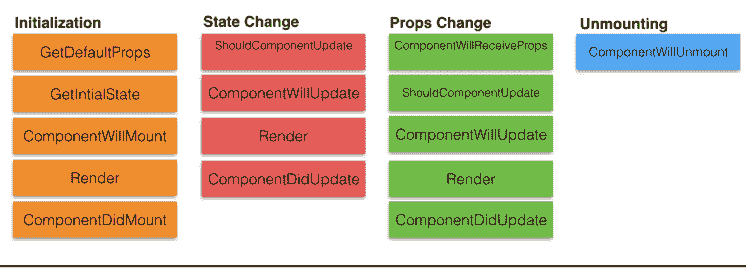 Initialization
GetDefaultProps
GetIntialState
ComponentWillMount
Render
ComponentDidMount
State Change
ShouldComponentUpdate
ComponentWillUpdate
Render
ComponentDidUpdate
Props Change
ComponentWillReceiveProps
ShouldComponentUpdate
ComponentWillUpdate
Render
ComponentDidUpdate
Unmounting
ComponentWillUnmount